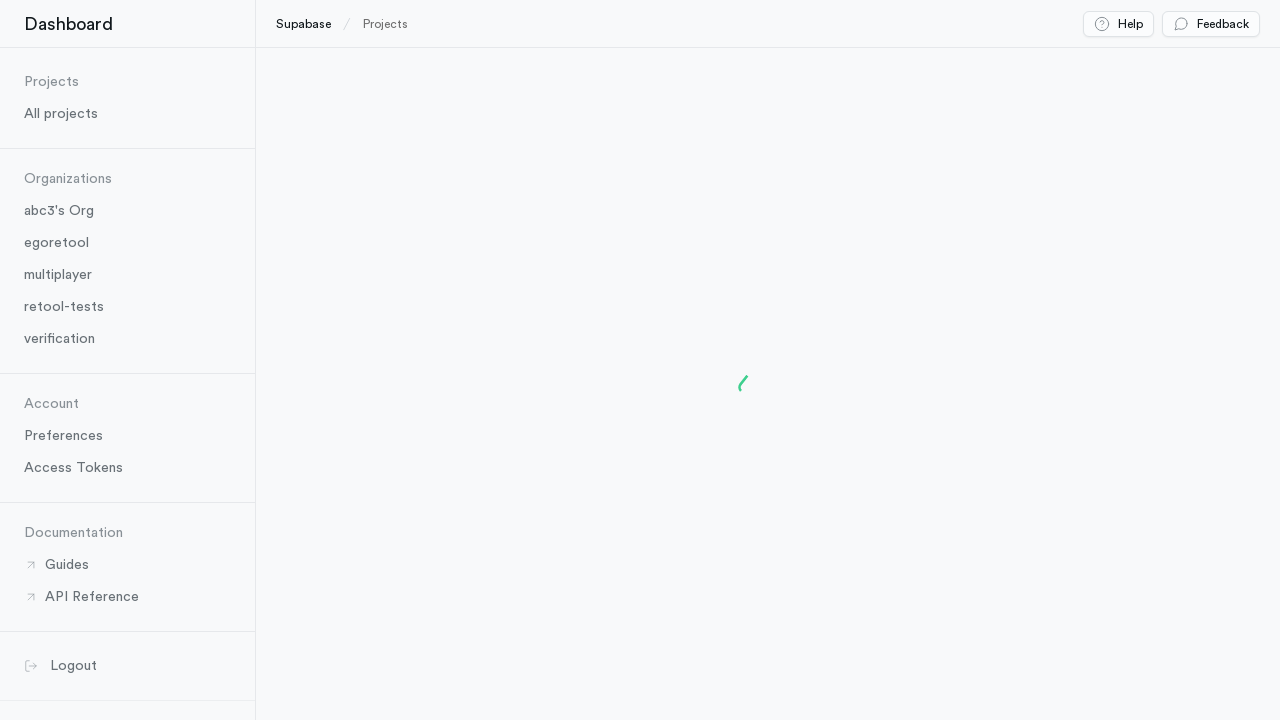 Dashboard
Supabase / Projects
Help
Feedback
Projects
All projects
Organizations
abc3's Org
egoretool
multiplayer
retool-tests
verification
Account
Preferences
Access Tokens
Documentation
Guides
API Reference
Logout